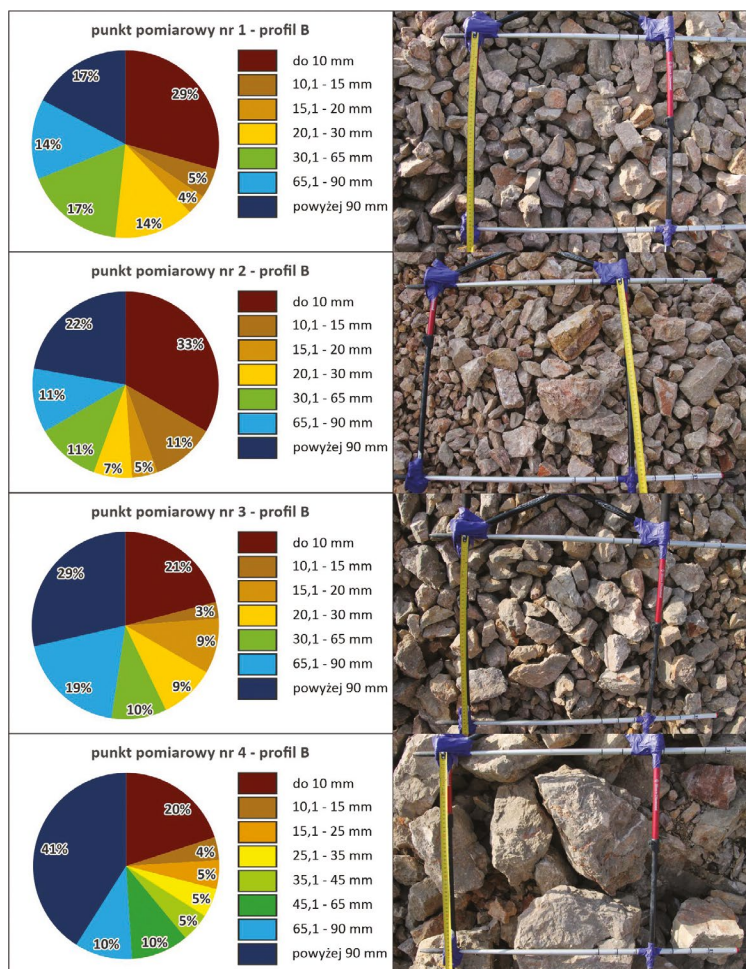 punkt pomiarowy nr 1 - profil B
17%
29%
14%
5%
4%
17%
14%
do 10 mm
10,1 - 15 mm
15,1 - 20 mm
20,1 - 30 mm
30,1 - 65 mm
65,1 - 90 mm
powyżej 90 mm
punkt pomiarowy nr 2 - profil B
22%
33%
11%
11%
11%
7%
5%
do 10 mm
10,1 - 15 mm
15,1 - 20 mm
20,1 - 30 mm
30,1 - 65 mm
65,1 - 90 mm
powyżej 90 mm
punkt pomiarowy nr 3 - profil B
29%
21%
3%
9%
19%
9%
10%
do 10 mm
10,1 - 15 mm
15,1 - 20 mm
20,1 - 30 mm
30,1 - 65 mm
65,1 - 90 mm
powyżej 90 mm
punkt pomiarowy nr 4 - profil B
20%
41%
4%
5%
5%
5%
10%
10%
do 10 mm
10,1 - 15 mm
15,1 - 25 mm
25,1 - 35 mm
35,1 - 45 mm
45,1 - 65 mm
65,1 - 90 mm
powyżej 90 mm